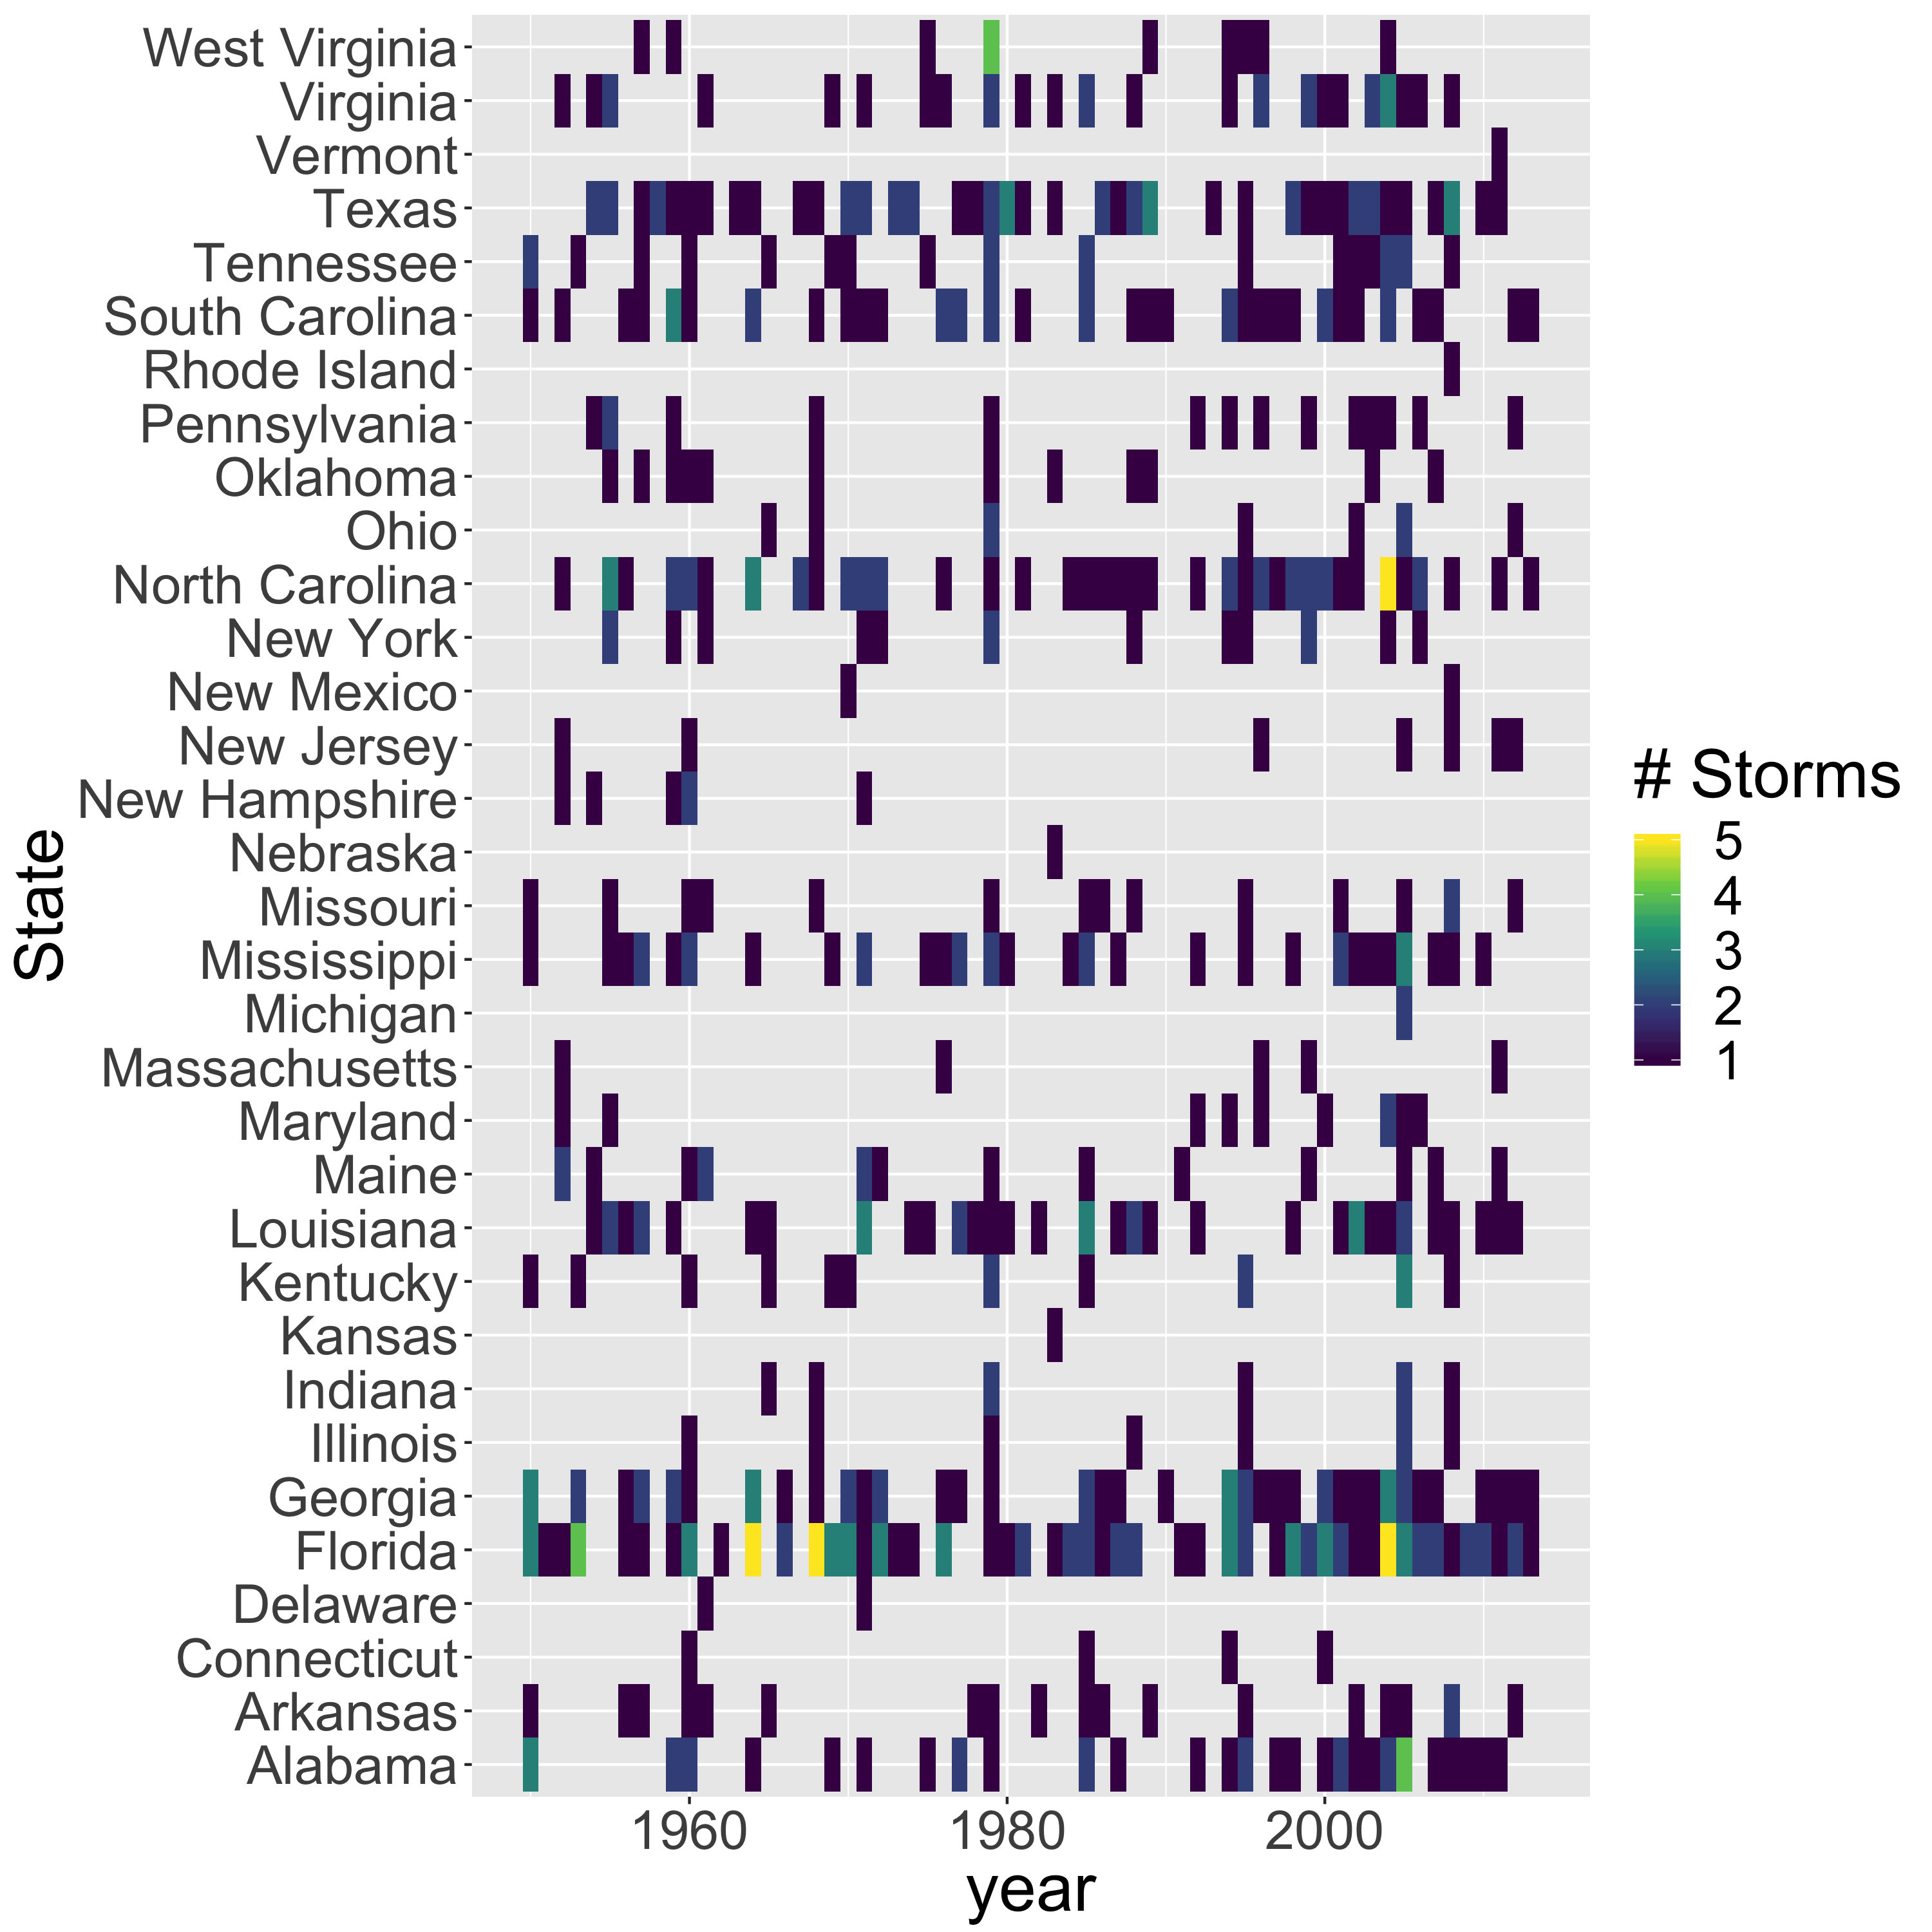 West Virginia
Virginia
Vermont
Texas
Tennessee
South Carolina
Rhode Island
Pennsylvania
Oklahoma
Ohio
North Carolina
New York
New Mexico
New Jersey
New Hampshire
Nebraska
Missouri
Mississippi
Michigan
Massachusetts
Maryland
Maine
Louisiana
Kentucky
Kansas
Indiana
Illinois
Georgia
Florida
Delaware
Connecticut
Arkansas
Alabama
State
1960 1980 2000
year
# Storms
5
4
3
2
1